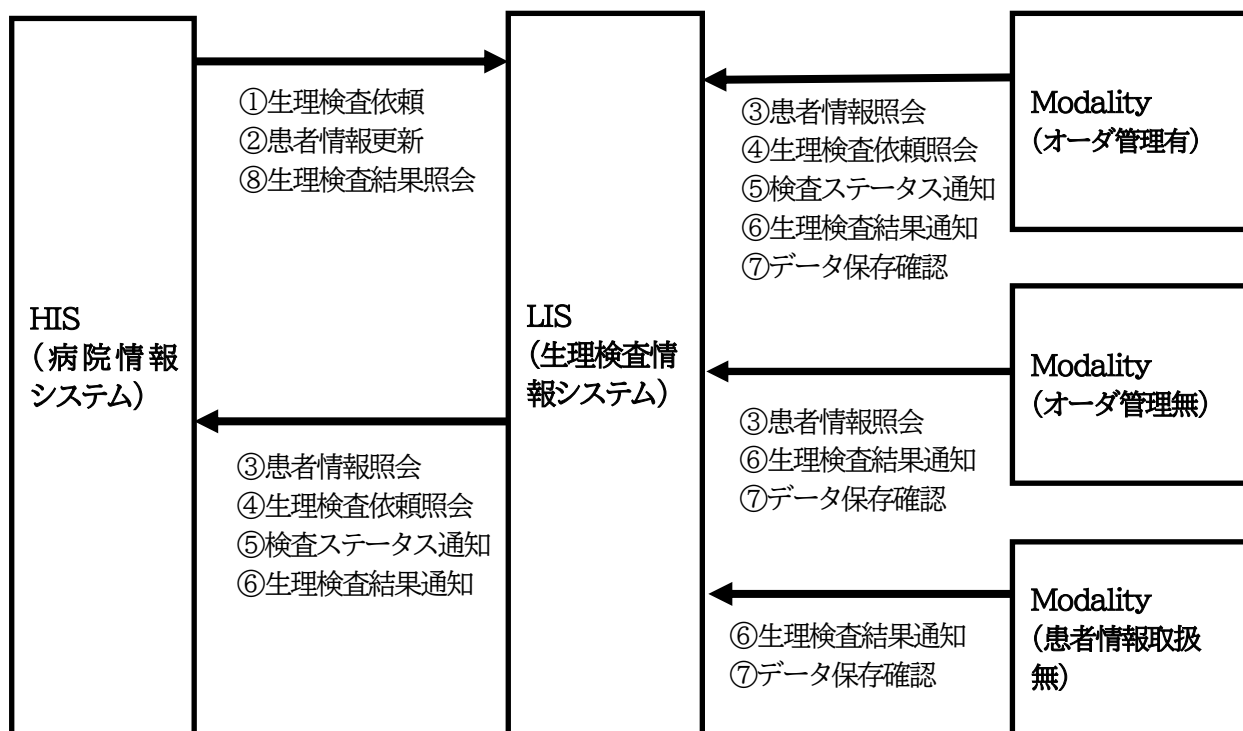 HIS
（病院情報
システム）
①生理検査依頼
②患者情報更新
⑧生理検査結果照会
③患者情報照会
④生理検査依頼照会
⑤検査ステータス通知
⑥生理検査結果通知
LIS
（生理検査情
報システム）
③患者情報照会
④生理検査依頼照会
⑤検査ステータス通知
⑥生理検査結果通知
⑦データ保存確認
Modality
（オーダ管理有）
③患者情報照会
⑥生理検査結果通知
⑦データ保存確認
Modality
（オーダ管理無）
⑥生理検査結果通知
⑦データ保存確認
Modality
（患者情報取扱
無）